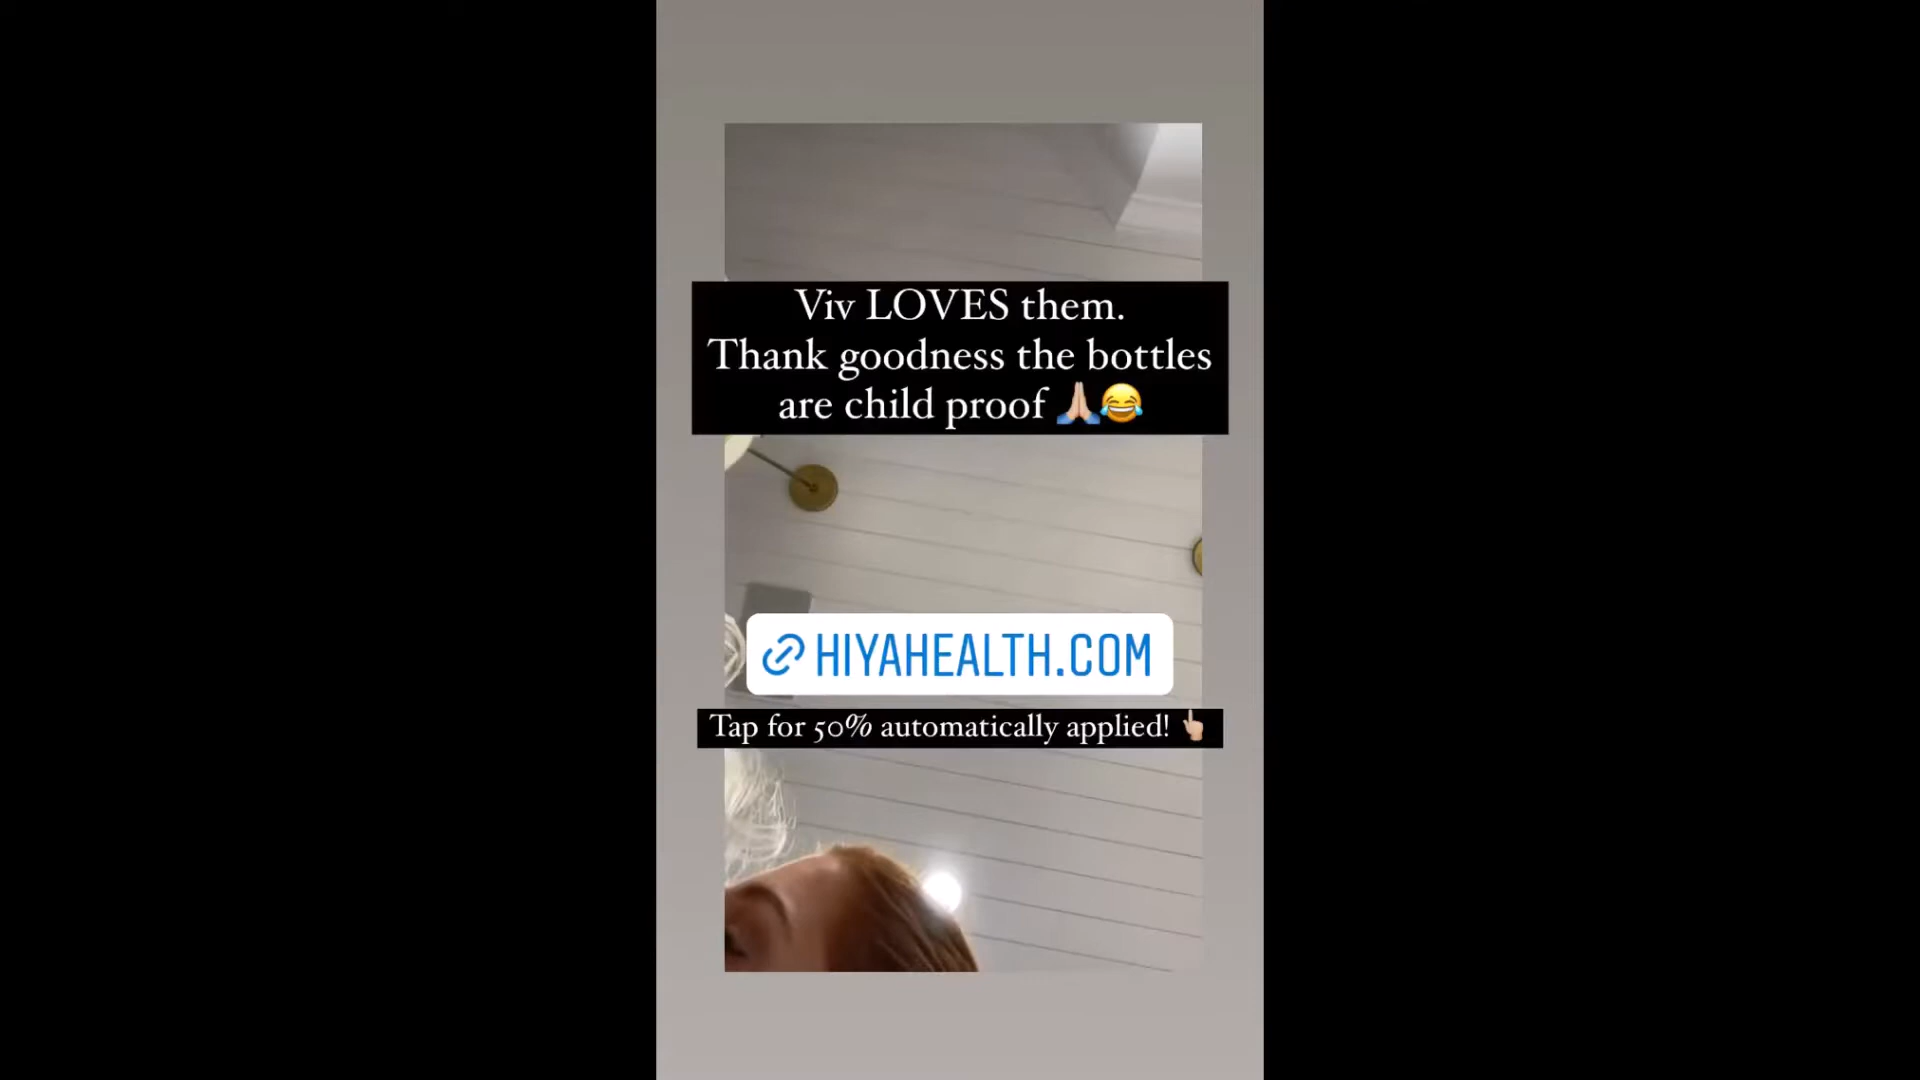 Viv LOVES them.
Thank goodness the bottles
are child proof 🙏🏻😂
HIYAHEALTH.COM
Tap for 50% automatically applied! 👆🏻